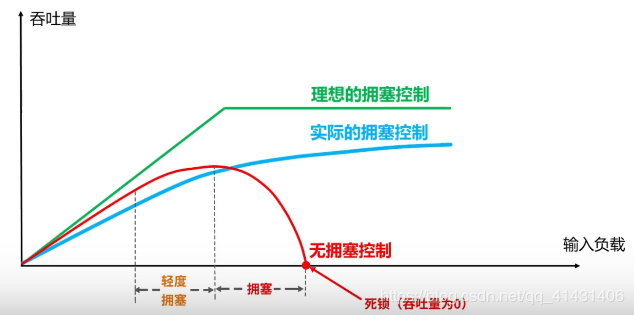 吞吐量
理想的拥塞控制
实际的拥塞控制
无拥塞控制
输入负载
轻度
拥塞
拥塞
死锁（吞吐量为0）
https://blog.csdn.net/qq_41431406